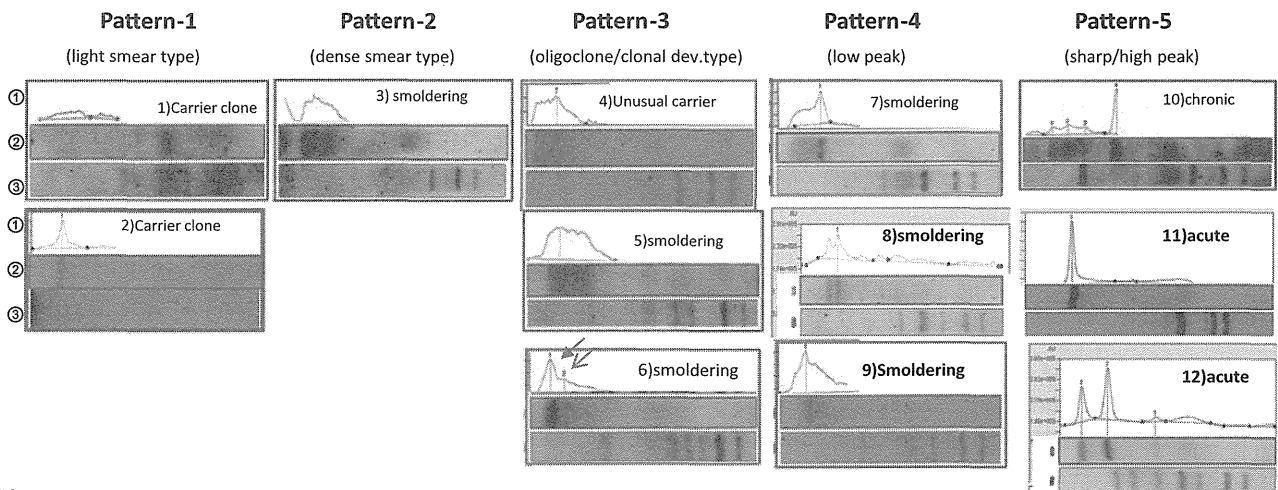 Pattern-1 Pattern-2 Pattern-3 Pattern-4 Pattern-5
(light smear type) (dense smear type) (oligoclone/clonal dev.type) (low peak) (sharp/high peak)
① 1)Carrier clone 3) smoldering 4)Unusual carrier 7)smoldering 10)chronic
②
③
① 2)Carrier clone 5)smoldering 8)smoldering 11)acute
②
③
6)smoldering 9)Smoldering 12)acute